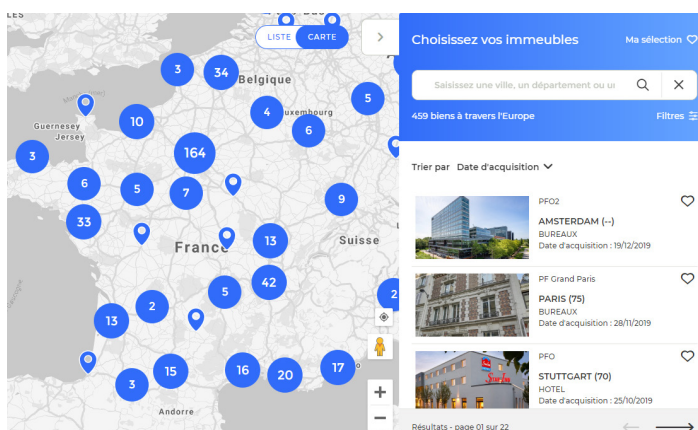 LES
LISTE
CARTE
3
34
Belgique
5
4
uxembourg
10
6
Guernesey
Jersey
3
164
6
5
7
9
33
France
13
Suisse
5
42
2
2
13
3
15
16
20
17
Andorre
Choisissez vos immeubles
Ma sélection
Saisissez une ville, un département ou u
459 biens à travers l'Europe
Filtres
Trier par Date d'acquisition
PFO2
AMSTERDAM (--)
BUREAUX
Date d'acquisition : 19/12/2019
PF Grand Paris
PARIS (75)
BUREAUX
Date d'acquisition : 28/11/2019
PFO
STUTTGART (70)
HOTEL
Date d'acquisition : 25/10/2019
Résultats - page 01 sur 22